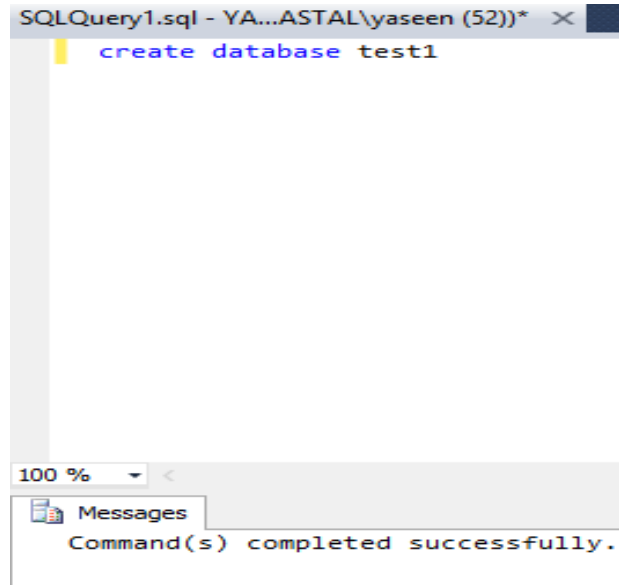 SQLQuery1.sql - YA...ASTAL\yaseen (52))*
create database test1
100 %
Messages
Command(s) completed successfully.